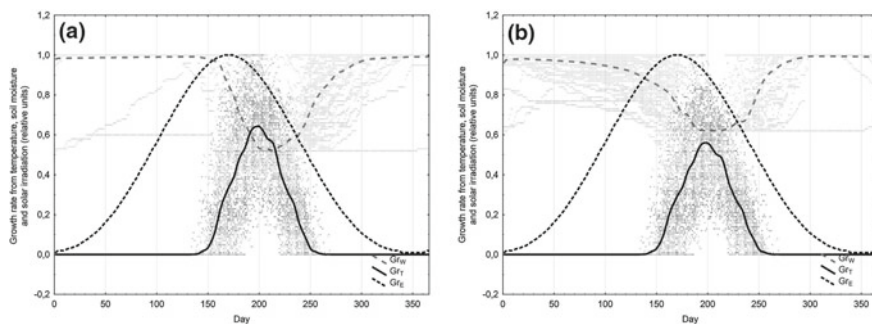 (a)
Growth rate from temperature, soil moisture
and solar irradiation (relative units)
1,2
1,0
0,8
0,6
0,4
0,2
0,0
-0,2
0 50 100 150 200 250 300 350
Day
GrW
GrT
GrE
(b)
Growth rate from temperature, soil moisture
and solar irradiation (relative units)
1,2
1,0
0,8
0,6
0,4
0,2
0,0
-0,2
0 50 100 150 200 250 300 350
Day
GrW
GrT
GrE